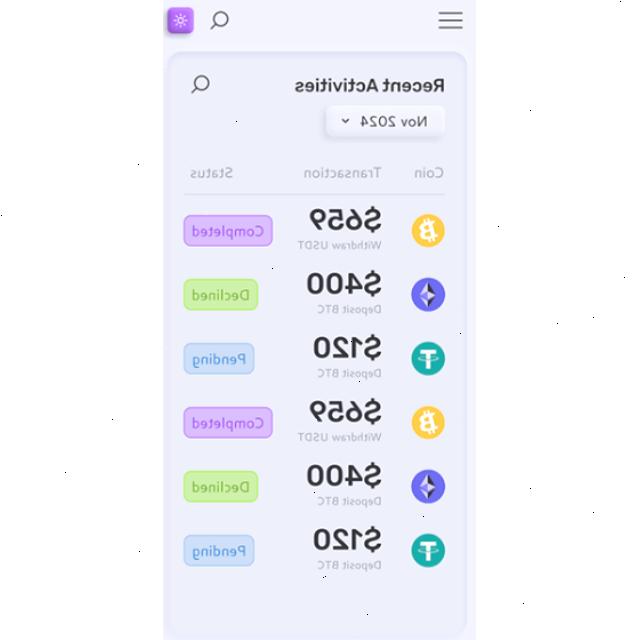 Recent Activities
Nov 2024
Coin Transaction Status
$659 Completed
Withdraw USDT
$400 Declined
Deposit BTC
$120 Pending
Deposit BTC
$659 Completed
Withdraw USDT
$400 Declined
Deposit BTC
$120 Pending
Deposit BTC